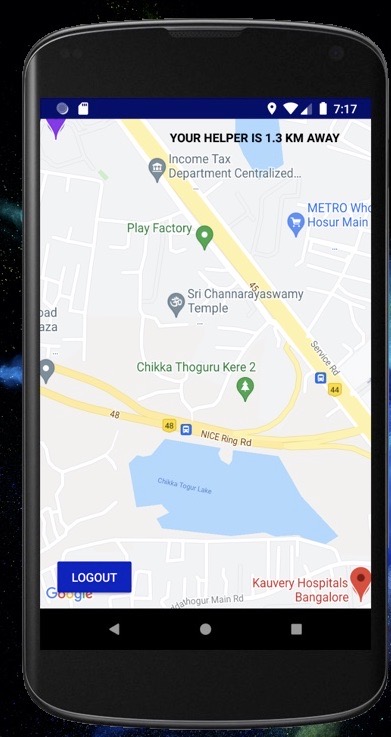 7:17
YOUR HELPER IS 1.3 KM AWAY
Income Tax
Department Centralized...
...
METRO Who
Hosur Main
...
Play Factory
45
Sri Channarayaswamy
Temple
...
bad
aza
...
Service Rd
Chikka Thoguru Kere 2
44
48
48
NICE Ring Rd
Chikka Togur Lake
LOGOUT
Google
Kauvery Hospitals
Bangalore
hogur Main Rd